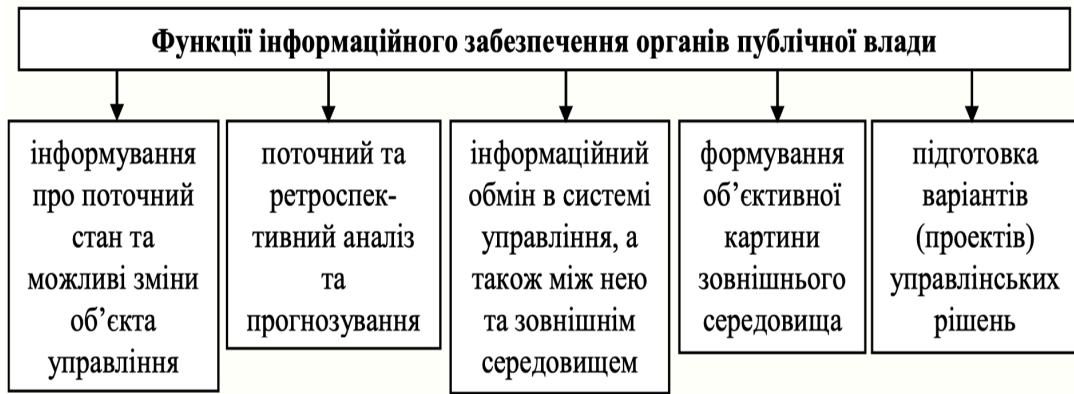 Функції інформаційного забезпечення органів публічної влади
інформування
про поточний
стан та
можливі зміни
об’єкта
управління
поточний та
ретроспек-
тивний аналіз
та
прогнозування
інформаційний
обмін в системі
управління, а
також між нею
та зовнішнім
середовищем
формування
об’єктивної
картини
зовнішнього
середовища
підготовка
варіантів
(проектів)
управлінських
рішень